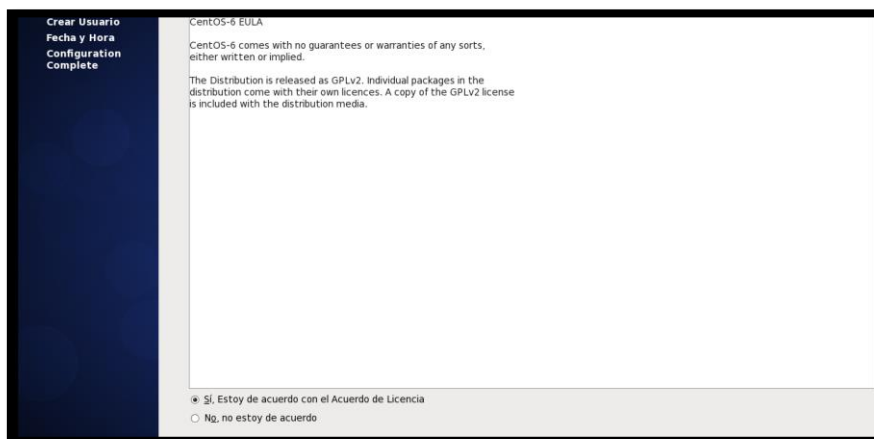 Crear Usuario
Fecha y Hora
Configuration
Complete
CentOS-6 EULA
CentOS-6 comes with no guarantees or warranties of any sorts,
either written or implied.
The Distribution is released as GPLv2. Individual packages in the
distribution come with their own licences. A copy of the GPLv2 license
is included with the distribution media.
Sí, Estoy de acuerdo con el Acuerdo de Licencia
No, no estoy de acuerdo